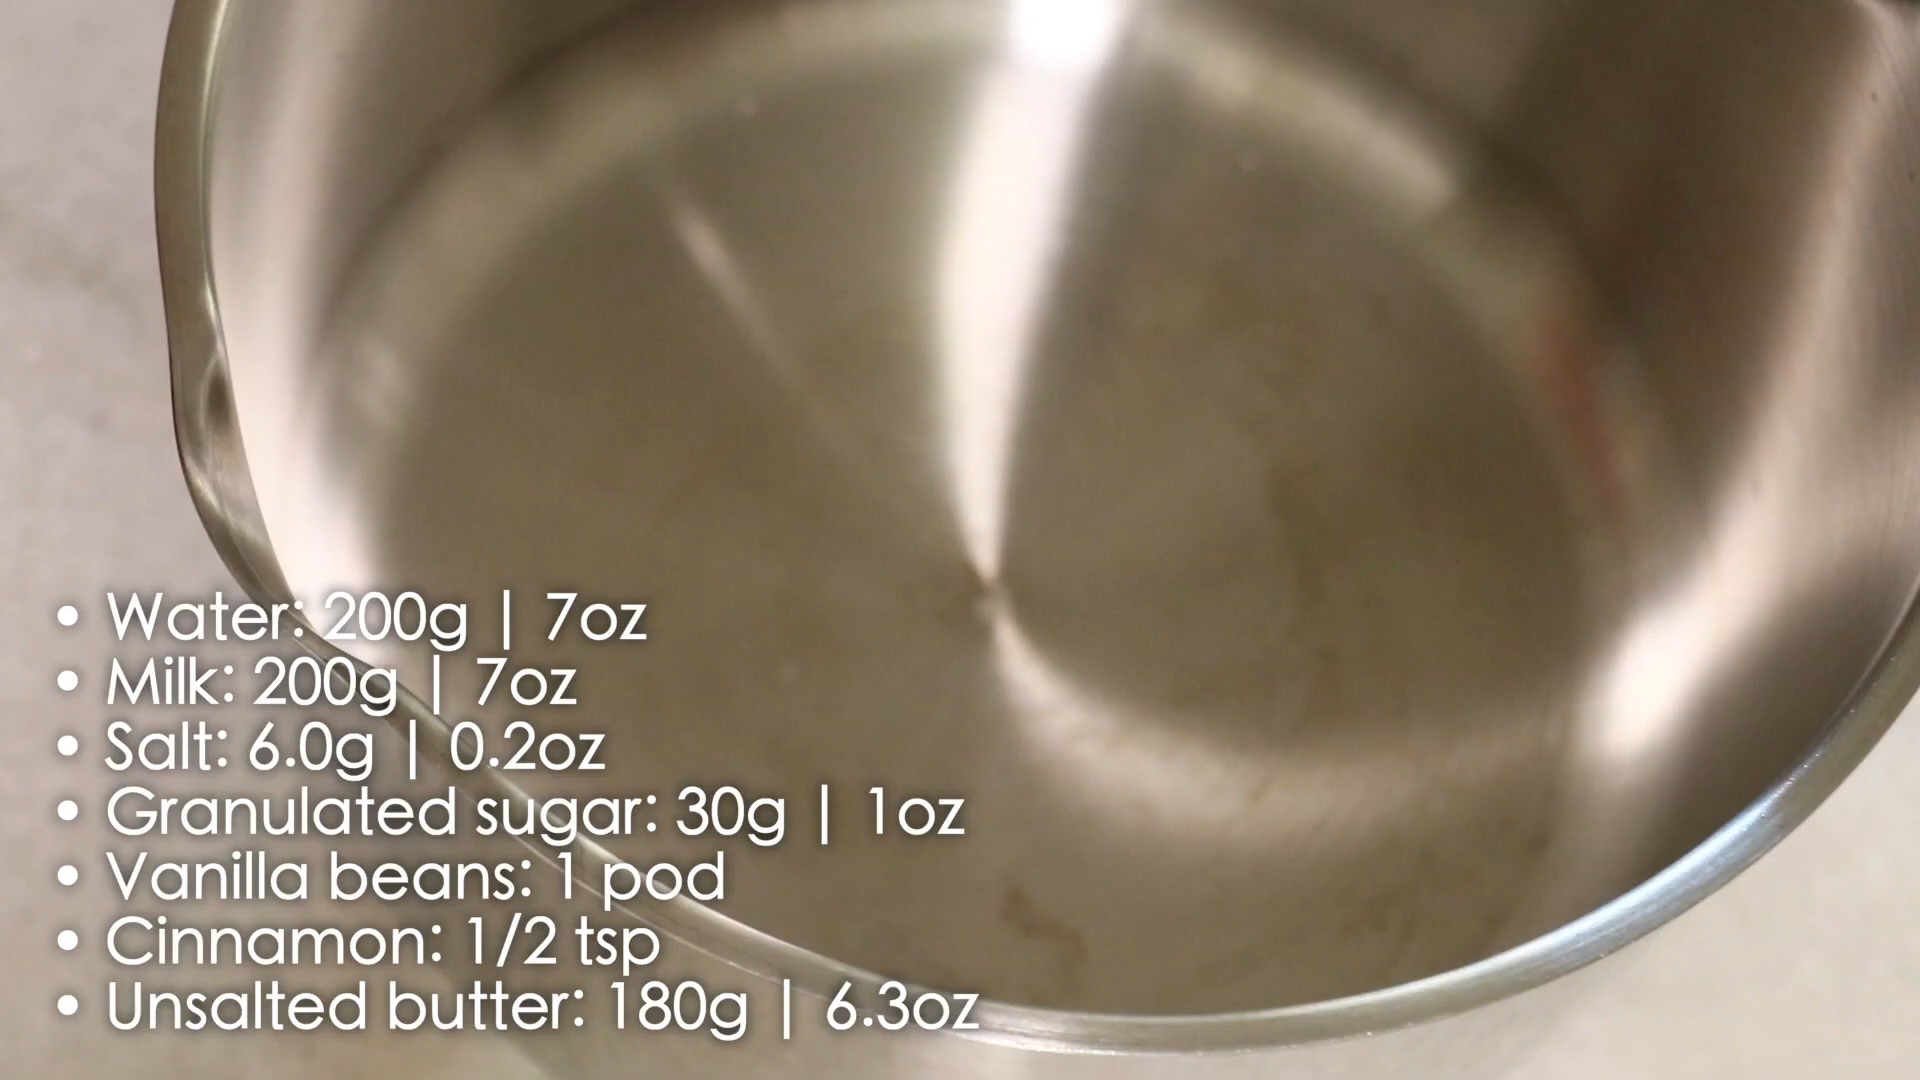 • Water: 200g | 7oz
• Milk: 200g | 7oz
• Salt: 6.0g | 0.2oz
• Granulated sugar: 30g | 1oz
• Vanilla beans: 1 pod
• Cinnamon: 1/2 tsp
• Unsalted butter: 180g | 6.3oz